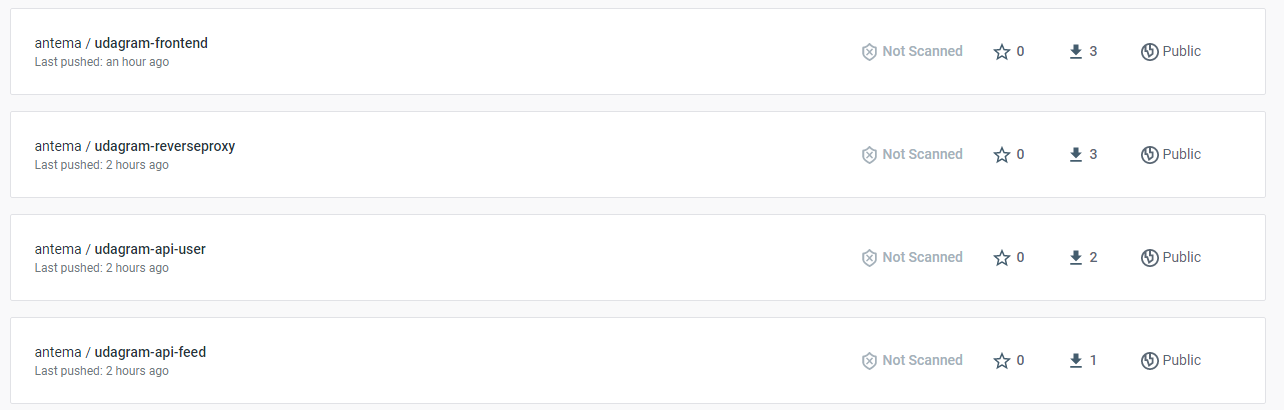 antema / udagram-frontend
Last pushed: an hour ago
Not Scanned 0 3 Public
antema / udagram-reverseproxy
Last pushed: 2 hours ago
Not Scanned 0 3 Public
antema / udagram-api-user
Last pushed: 2 hours ago
Not Scanned 0 2 Public
antema / udagram-api-feed
Last pushed: 2 hours ago
Not Scanned 0 1 Public